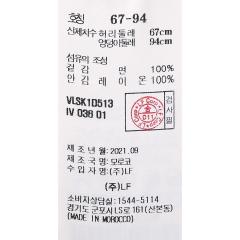 호칭 67-94
신체치수 허리둘레 67cm
엉덩이둘레 94cm
섬유의 조성
겉감 면 100%
안감 레이온 100%
VLSK1D513
IV 036 01
검사필
제조년월: 2021.09
제조국명: 모로코
수입자명: (주)LF
(주)LF
소비자상담실: 1544-5114
경기도 군포시 LS로 161(산본동)
(MADE IN MOROCCO)